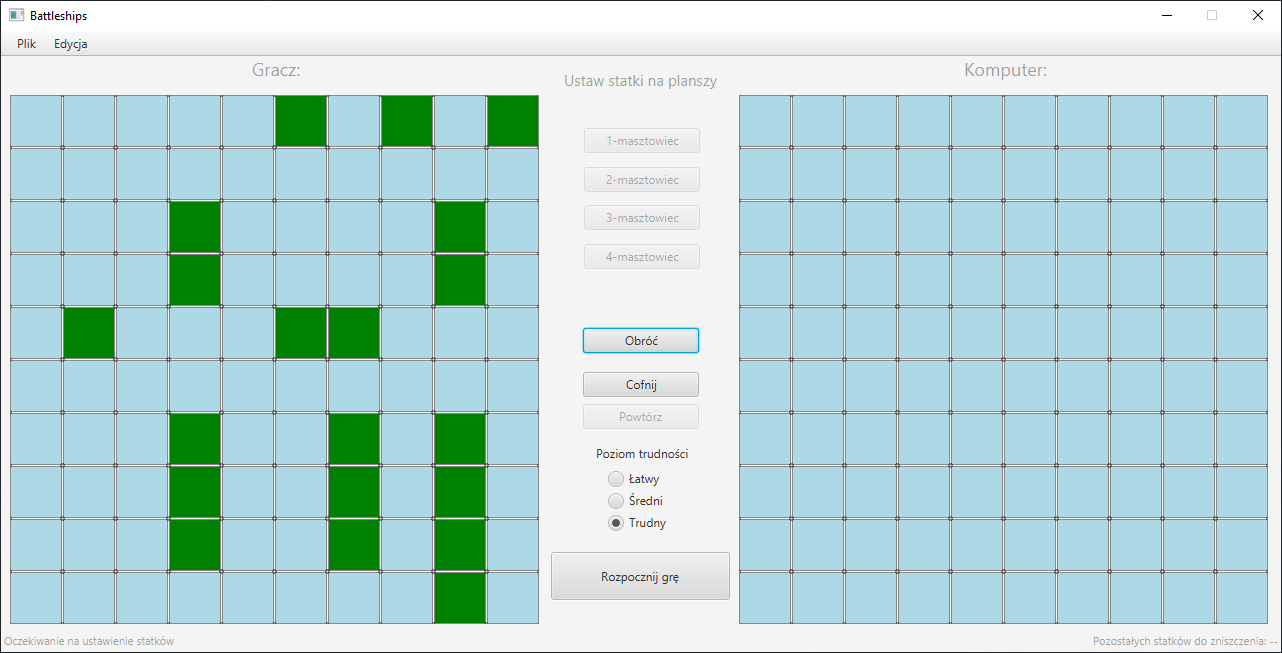 Battleships
Plik Edycja
Gracz:
Ustaw statki na planszy
Komputer:
1-masztowiec
2-masztowiec
3-masztowiec
4-masztowiec
Obróć
Cofnij
Powtórz
Poziom trudności
Łatwy
Średni
Trudny
Rozpocznij grę
Oczekiwanie na ustawienie statków
Pozostałych statków do zniszczenia: --